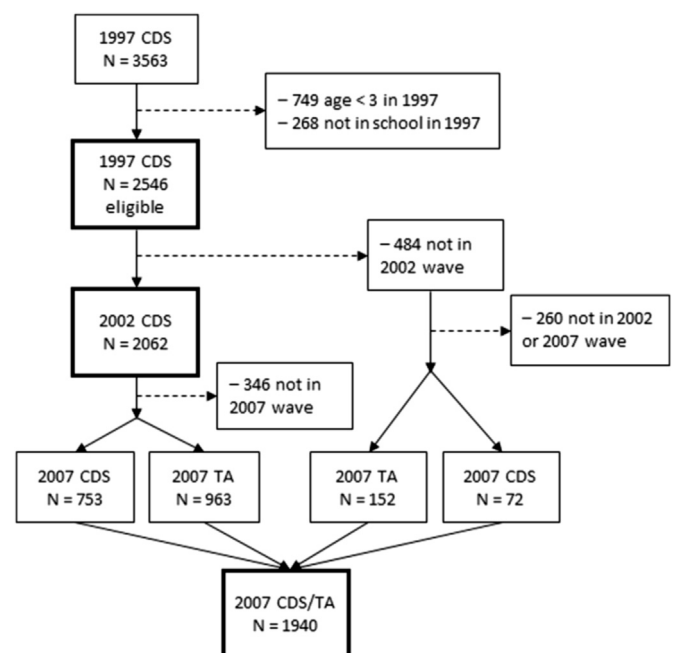 1997 CDS
N = 3563
– 749 age < 3 in 1997
– 268 not in school in 1997
1997 CDS
N = 2546
eligible
– 484 not in
2002 wave
2002 CDS
N = 2062
– 260 not in 2002
or 2007 wave
– 346 not in
2007 wave
2007 CDS
N = 753
2007 TA
N = 963
2007 TA
N = 152
2007 CDS
N = 72
2007 CDS/TA
N = 1940